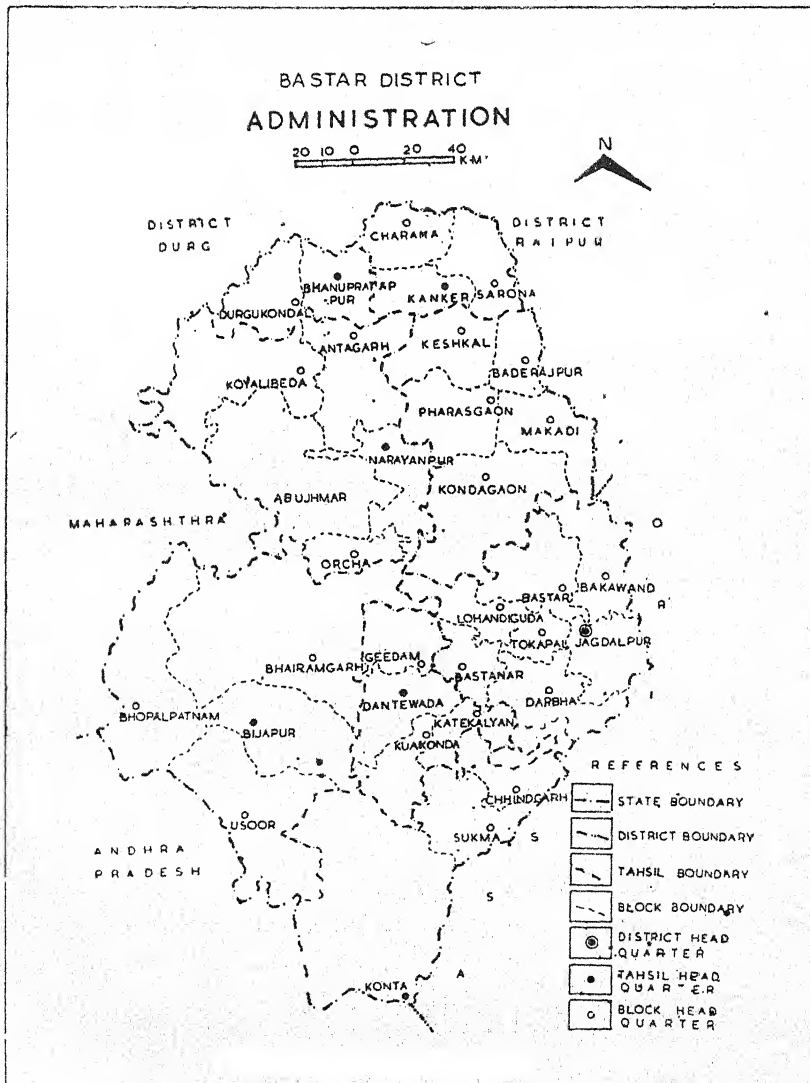 BASTAR DISTRICT
ADMINISTRATION
20 10 0 20 40
K·M·
N
DISTRICT
DURG
DISTRICT
RAIPUR
CHARAMA
BHANUPRATAP
PUR
KANKER
SARONA
DURGUKONDAL
ANTAGARH
KESHKAL
KOYALIBEDA
BADERAJPUR
PHARASGAON
MAKADI
NARAYANPUR
KONDAGAON
ABUJHMAR
MAHARASHTHRA
O
ORCHA
BASTAR
BAKAWAND
R
LOHANDIGUDA
TOKAPAL
JAGDALPUR
GEEDAM
BHAIRAMGARH
BASTANAR
DANTEWADA
DARBHA
BHOPALPATNAM
KATEKALYAN
BIJAPUR
KUAKONDA
CHHINDGARH
USOOR
SUKMA
S
ANDHRA
PRADESH
S
KONTA
A
REFERENCES
STATE BOUNDARY
DISTRICT BOUNDARY
TAHSIL BOUNDARY
BLOCK BOUNDARY
DISTRICT HEAD
QUARTER
TAHSIL HEAD
QUARTER
BLOCK HEAD
QUARTER